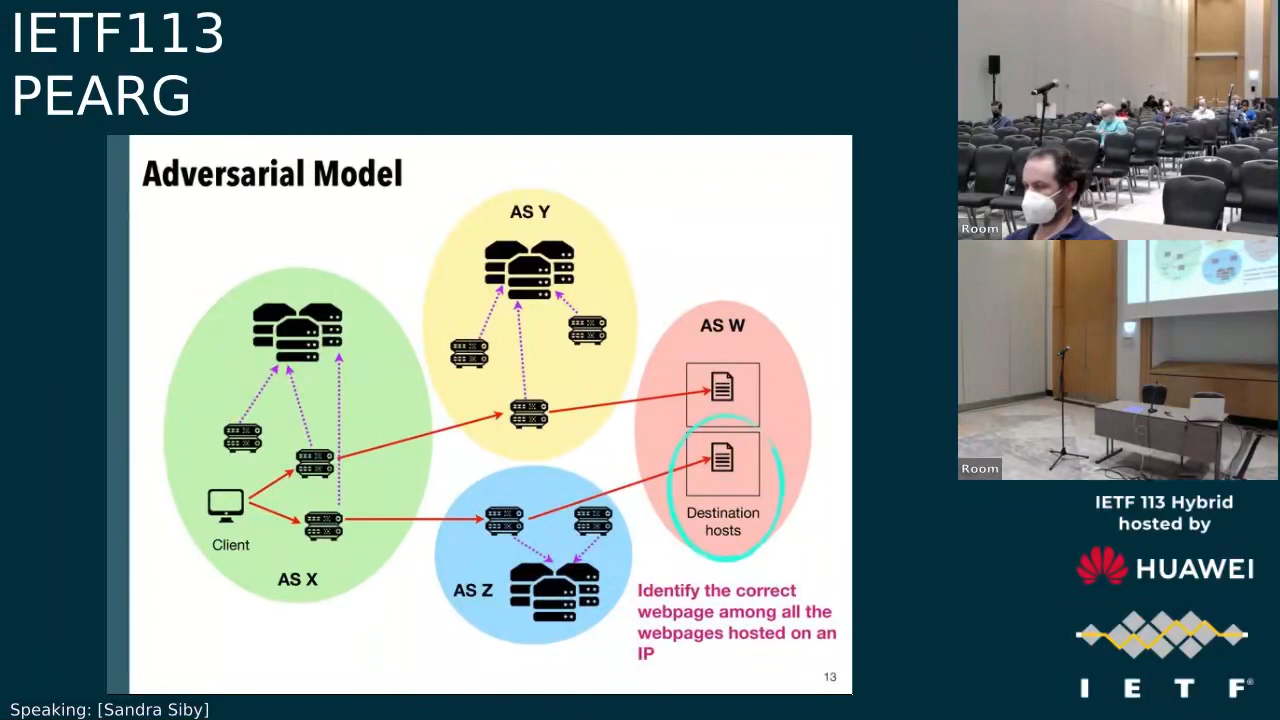 IETF113
PEARG
Adversarial Model
AS Y
AS W
Destination
hosts
Client
AS X
AS Z
Identify the correct
webpage among all the
webpages hosted on an
IP
13
Room
Room
IETF 113 Hybrid
hosted by
HUAWEI
I E T F®
Speaking: [Sandra Siby]